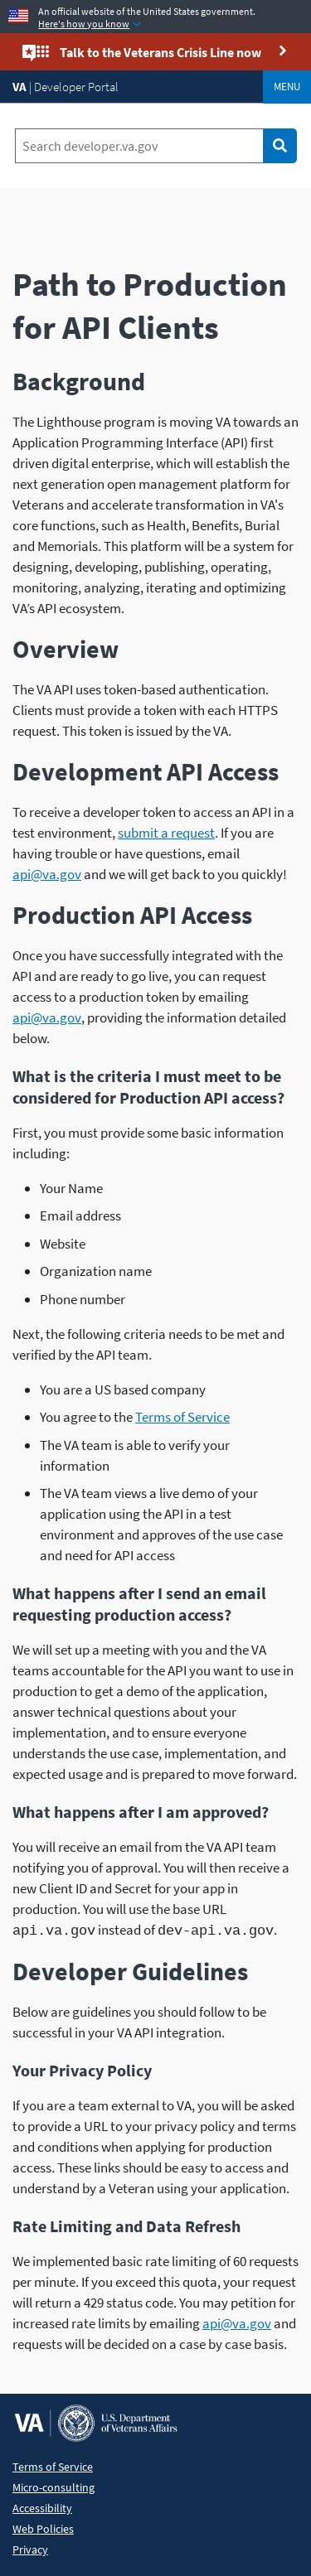 An official website of the United States government.
Here's how you know
Talk to the Veterans Crisis Line now
VA | Developer Portal
MENU
Search developer.va.gov
Path to Production
for API Clients
Background
The Lighthouse program is moving VA towards an
Application Programming Interface (API) first
driven digital enterprise, which will establish the
next generation open management platform for
Veterans and accelerate transformation in VA's
core functions, such as Health, Benefits, Burial
and Memorials. This platform will be a system for
designing, developing, publishing, operating,
monitoring, analyzing, iterating and optimizing
VA's API ecosystem.
Overview
The VA API uses token-based authentication.
Clients must provide a token with each HTTPS
request. This token is issued by the VA.
Development API Access
To receive a developer token to access an API in a
test environment, submit a request. If you are
having trouble or have questions, email
api@va.gov and we will get back to you quickly!
Production API Access
Once you have successfully integrated with the
API and are ready to go live, you can request
access to a production token by emailing
api@va.gov, providing the information detailed
below.
What is the criteria I must meet to be
considered for Production API access?
First, you must provide some basic information
including:
Your Name
Email address
Website
Organization name
Phone number
Next, the following criteria needs to be met and
verified by the API team.
You are a US based company
You agree to the Terms of Service
The VA team is able to verify your
information
The VA team views a live demo of your
application using the API in a test
environment and approves of the use case
and need for API access
What happens after I send an email
requesting production access?
We will set up a meeting with you and the VA
teams accountable for the API you want to use in
production to get a demo of the application,
answer technical questions about your
implementation, and to ensure everyone
understands the use case, implementation, and
expected usage and is prepared to move forward.
What happens after I am approved?
You will receive an email from the VA API team
notifying you of approval. You will then receive a
new Client ID and Secret for your app in
production. You will use the base URL
api.va.gov instead of dev-api.va.gov.
Developer Guidelines
Below are guidelines you should follow to be
successful in your VA API integration.
Your Privacy Policy
If you are a team external to VA, you will be asked
to provide a URL to your privacy policy and terms
and conditions when applying for production
access. These links should be easy to access and
understand by a Veteran using your application.
Rate Limiting and Data Refresh
We implemented basic rate limiting of 60 requests
per minute. If you exceed this quota, your request
will return a 429 status code. You may petition for
increased rate limits by emailing api@va.gov and
requests will be decided on a case by case basis.
VA
U.S. Department
of Veterans Affairs
Terms of Service
Micro-consulting
Accessibility
Web Policies
Privacy